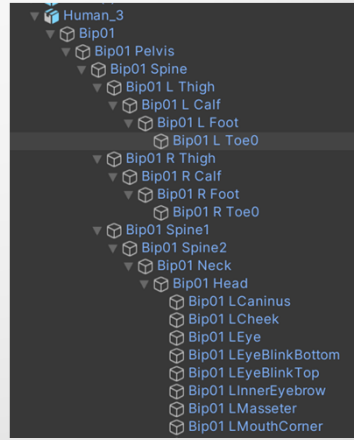 Human_3
Bip01
Bip01 Pelvis
Bip01 Spine
Bip01 L Thigh
Bip01 L Calf
Bip01 L Foot
Bip01 L Toe0
Bip01 R Thigh
Bip01 R Calf
Bip01 R Foot
Bip01 R Toe0
Bip01 Spine1
Bip01 Spine2
Bip01 Neck
Bip01 Head
Bip01 LCaninus
Bip01 LCheek
Bip01 LEye
Bip01 LEyeBlinkBottom
Bip01 LEyeBlinkTop
Bip01 LInnerEyebrow
Bip01 LMasseter
Bip01 LMouthCorner